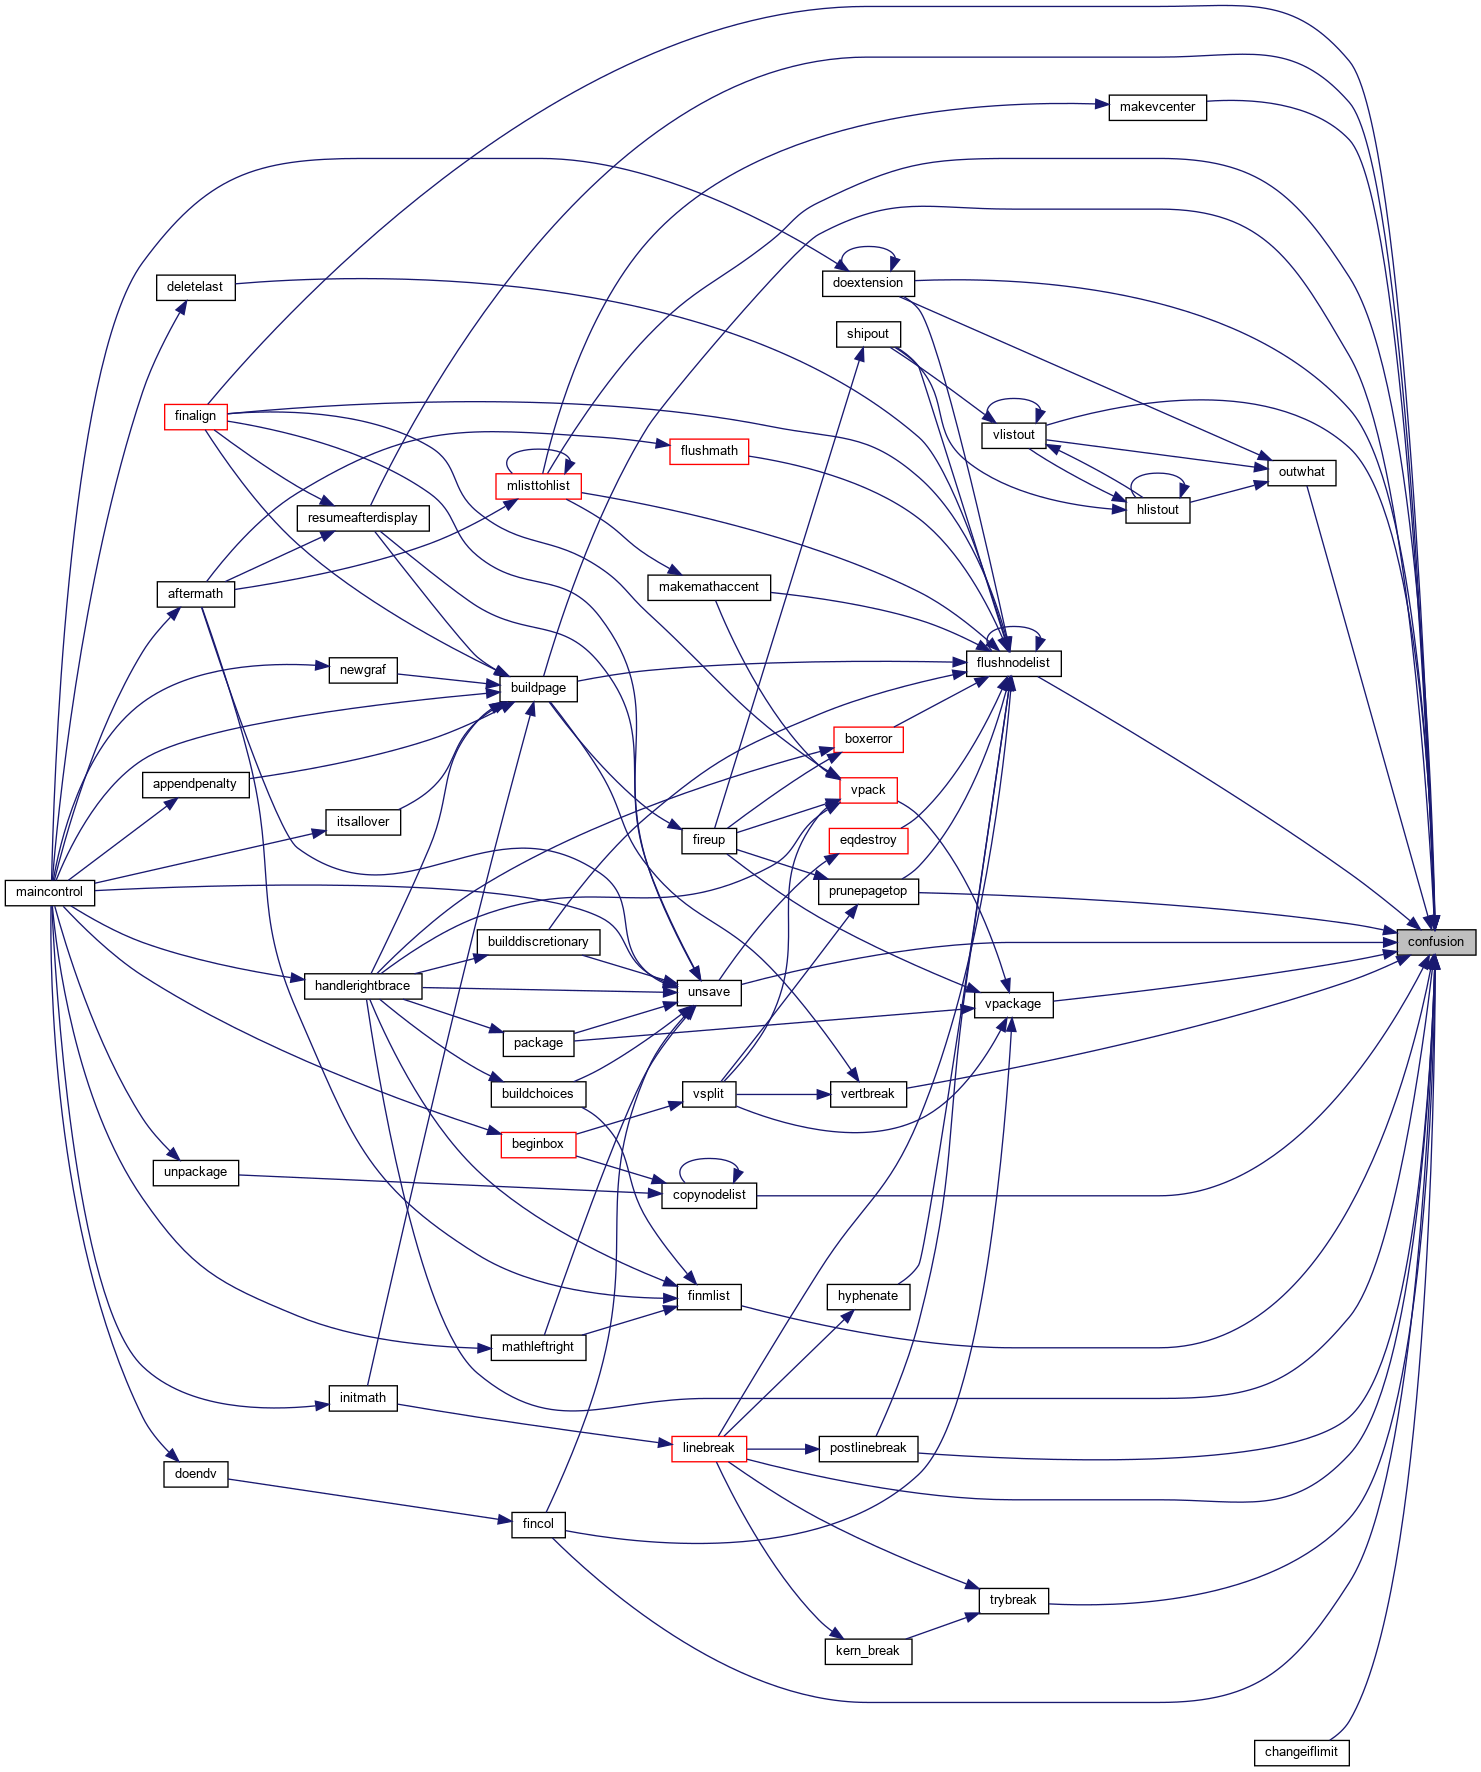 makevcenter
deletelast
doextension
shipout
finalign
vlistout
flushmath
outwhat
mlisttohlist
hlistout
resumeafterdisplay
makemathaccent
aftermath
flushnodelist
newgraf
buildpage
boxerror
appendpenalty
vpack
itsallover
fireup
eqdestroy
maincontrol
prunepagetop
builddiscretionary
confusion
handlerightbrace
unsave
vpackage
package
buildchoices
vsplit
vertbreak
beginbox
unpackage
copynodelist
finmlist
hyphenate
mathleftright
initmath
linebreak
postlinebreak
doendv
fincol
trybreak
kern_break
changeiflimit